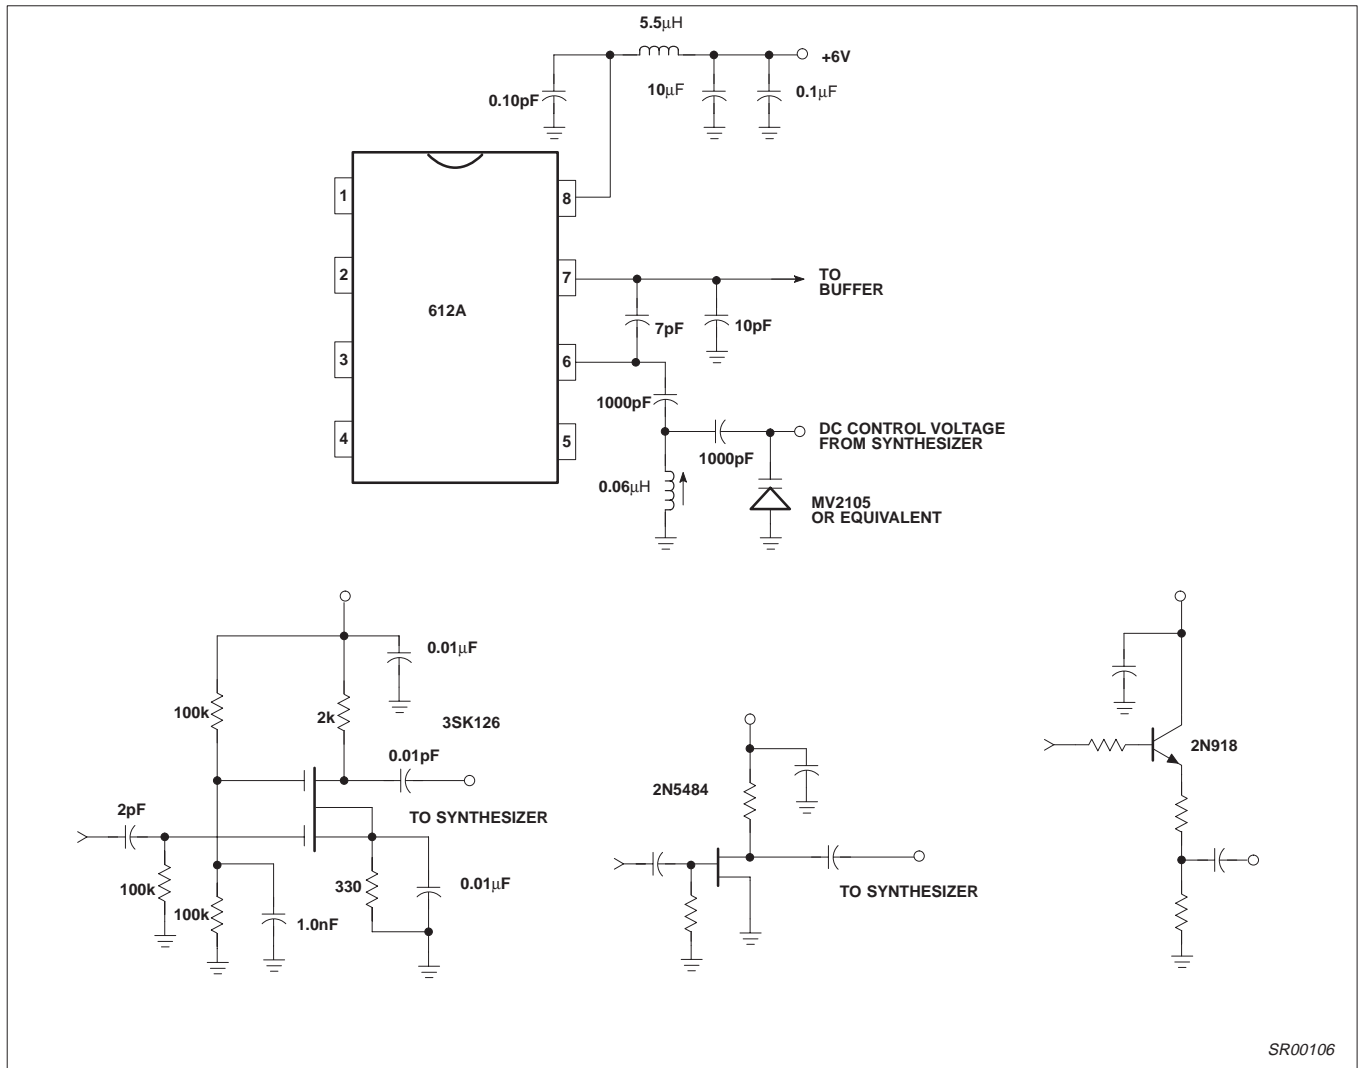 5.5μH
+6V
0.10pF
10μF
0.1μF
1
8
2
7
TO
BUFFER
612A
7pF
10pF
3
6
1000pF
DC CONTROL VOLTAGE
FROM SYNTHESIZER
4
5
1000pF
0.06μH
MV2105
OR EQUIVALENT
0.01μF
100k
2k
3SK126
0.01pF
2N918
2N5484
2pF
TO SYNTHESIZER
100k
330
0.01μF
TO SYNTHESIZER
100k
1.0nF
SR00106